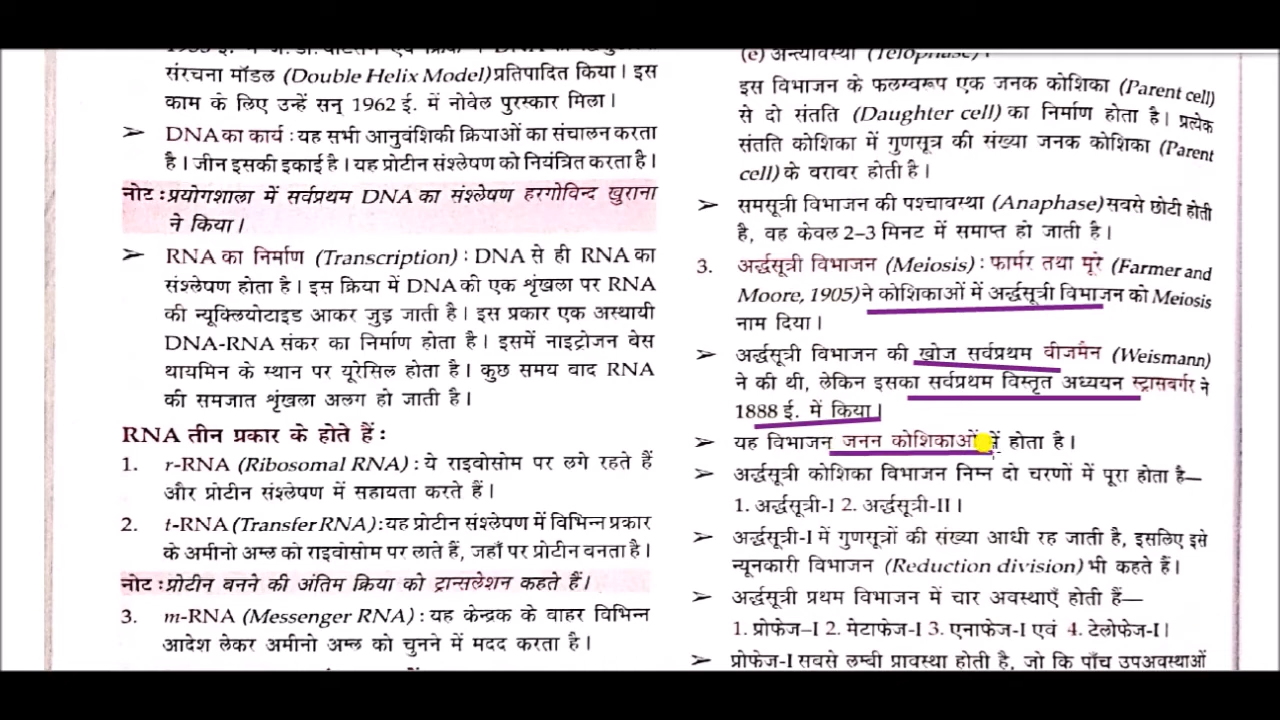 संरचना मॉडल (Double Helix Model) प्रतिपादित किया। इस
काम के लिए उन्हें सन् 1962 ई. में नोवेल पुरस्कार मिला।
➢ DNA का कार्य : यह सभी आनुवंशिकी क्रियाओं का संचालन करता
है। जीन इसकी इकाई है। यह प्रोटीन संश्लेषण को नियंत्रित करता है।
नोट : प्रयोगशाला में सर्वप्रथम DNA का संश्लेषण हरगोविन्द खुराना
ने किया।
➢ RNA का निर्माण (Transcription) : DNA से ही RNA का
संश्लेषण होता है। इस क्रिया में DNA की एक शृंखला पर RNA
की न्यूक्लियोटाइड आकर जुड़ जाती है। इस प्रकार एक अस्थायी
DNA-RNA संकर का निर्माण होता है। इसमें नाइट्रोजन वेस
थायमिन के स्थान पर यूरेसिल होता है। कुछ समय वाद RNA
की समजात शृंखला अलग हो जाती है।
RNA तीन प्रकार के होते हैं :
1. r-RNA (Ribosomal RNA) : ये राइवोसोम पर लगे रहते हैं
और प्रोटीन संश्लेषण में सहायता करते हैं।
2. t-RNA (Transfer RNA) : यह प्रोटीन संश्लेषण में विभिन्न प्रकार
के अमीनो अम्ल को राइवोसोम पर लाते हैं, जहाँ पर प्रोटीन वनता है।
नोट : प्रोटीन बनने की अंतिम क्रिया को ट्रान्सलेशन कहते हैं।
3. m-RNA (Messenger RNA) : यह केन्द्रक के वाहर विभिन्न
आदेश लेकर अमीनो अम्ल को चुनने में मदद करता है।
(e) अन्त्यावस्था (Telophase)।
इस विभाजन के फलस्वरूप एक जनक कोशिका (Parent cell)
से दो संतति (Daughter cell) का निर्माण होता है। प्रत्येक
संतति कोशिका में गुणसूत्र की संख्या जनक कोशिका (Parent
cell) के वरावर होती है।
➢ समसूत्री विभाजन की पश्चावस्था (Anaphase) सबसे छोटी होती
है, वह केवल 2–3 मिनट में समाप्त हो जाती है।
3. अर्द्धसूत्री विभाजन (Meiosis) : फार्मर तथा मूरे (Farmer and
Moore, 1905) ने कोशिकाओं में अर्द्धसूत्री विभाजन को Meiosis
नाम दिया।
➢ अर्द्धसूत्री विभाजन की खोज सर्वप्रथम वीजमैन (Weismann)
ने की थी, लेकिन इसका सर्वप्रथम विस्तृत अध्ययन स्ट्रासवर्गर ने
1888 ई. में किया।
➢ यह विभाजन जनन कोशिकाओं में होता है।
➢ अर्द्धसूत्री कोशिका विभाजन निम्न दो चरणों में पूरा होता है—
1. अर्द्धसूत्री-I 2. अर्द्धसूत्री-II।
➢ अर्द्धसूत्री-I में गुणसूत्रों की संख्या आधी रह जाती है, इसलिए इसे
न्यूनकारी विभाजन (Reduction division) भी कहते हैं।
➢ अर्द्धसूत्री प्रथम विभाजन में चार अवस्थाएँ होती हैं—
1. प्रोफेज–I 2. मेटाफेज-I 3. एनाफेज-I एवं 4. टेलोफेज-I।
➢ प्रोफेज-I सबसे लम्बी प्रावस्था होती है, जो कि पाँच उपअवस्थाओं